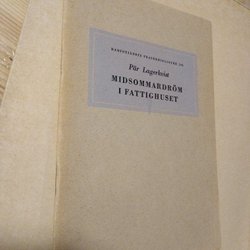 Pär Lagerkvist
MIDSOMMARDRÖM
I FATTIGHUSET